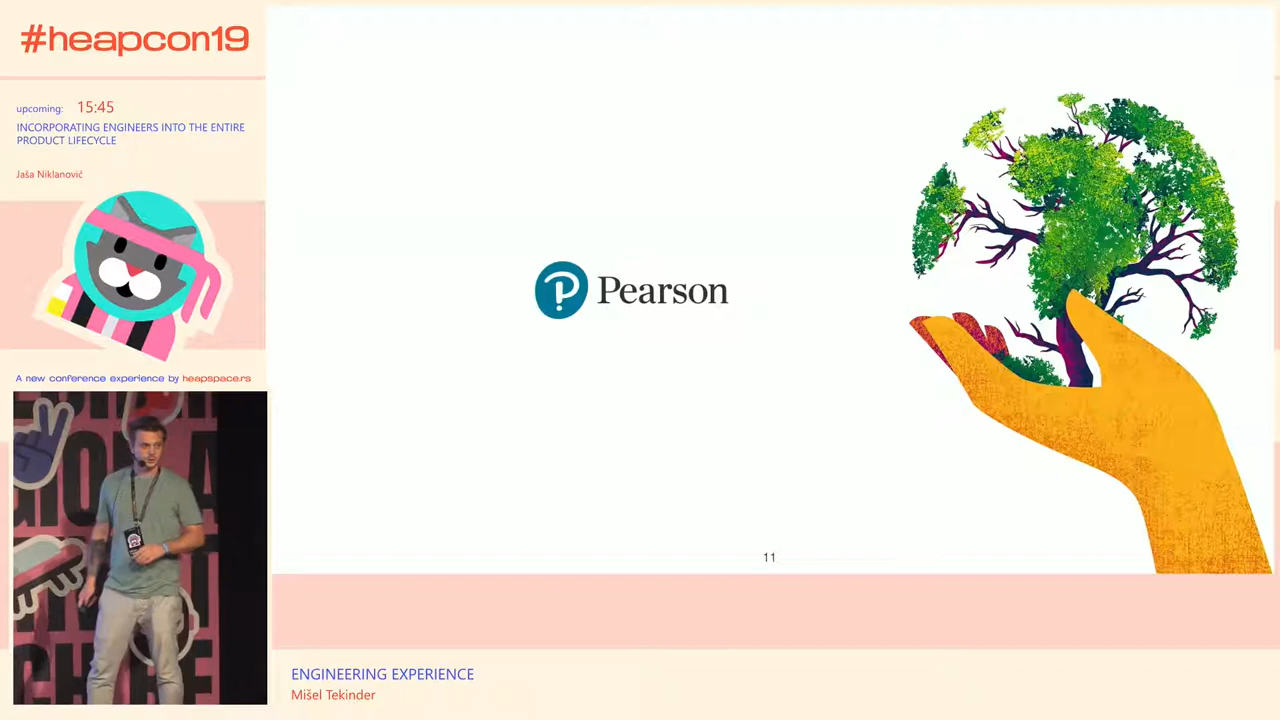 #heapcon19
upcoming: 15:45
INCORPORATING ENGINEERS INTO THE ENTIRE
PRODUCT LIFECYCLE
Jaša Niklanović
A new conference experience by heapspace.rs
Pearson
11
ENGINEERING EXPERIENCE
Mišel Tekinder